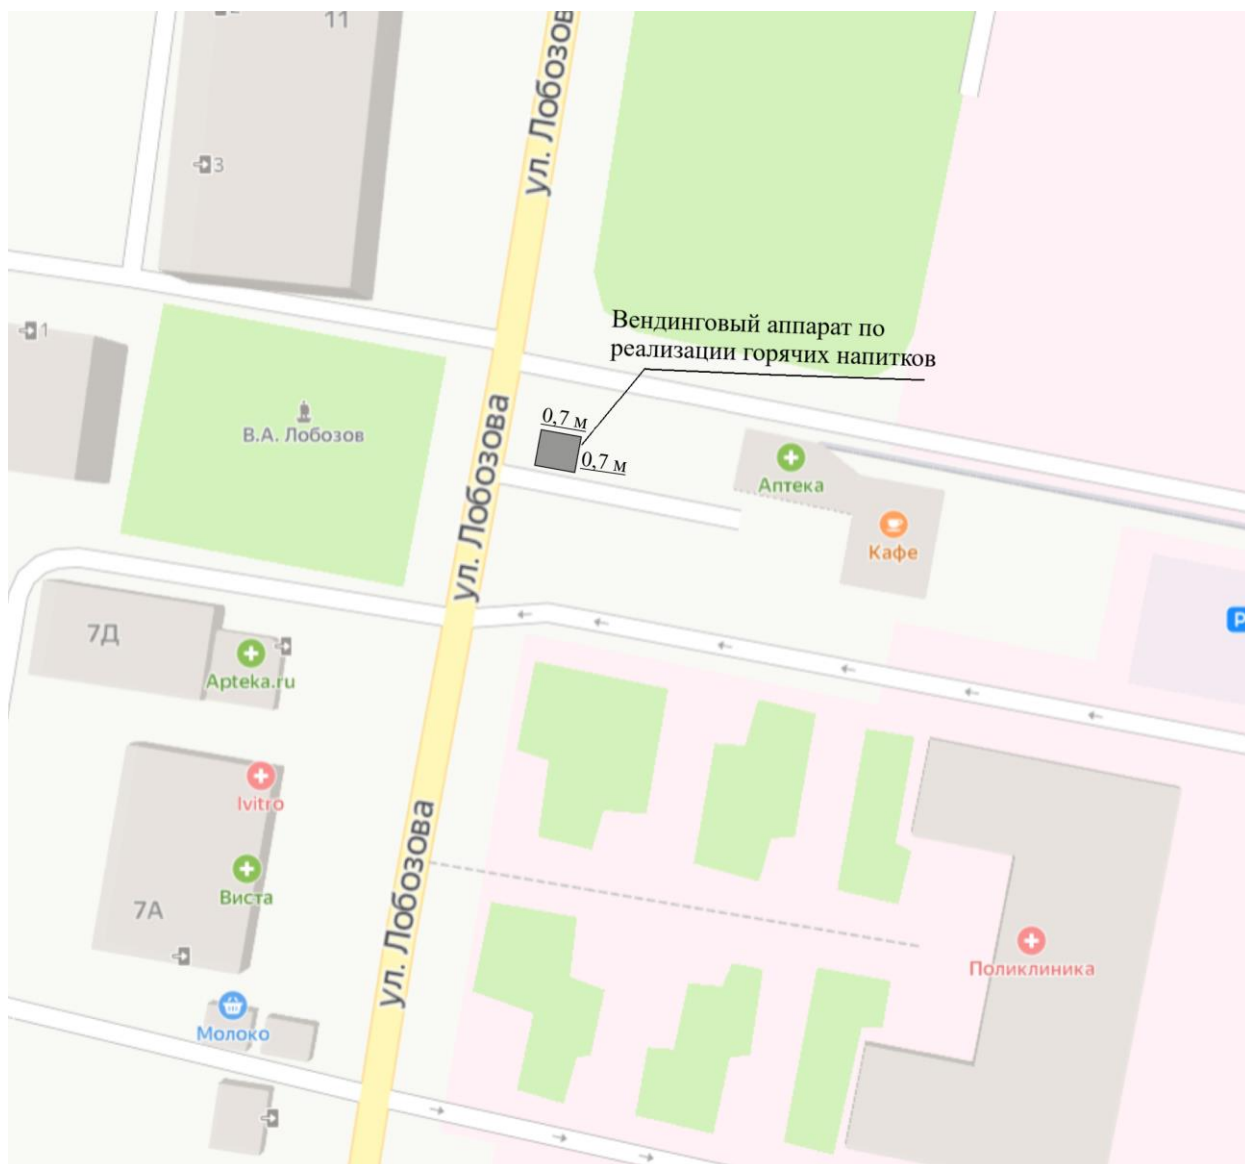 11
ул. Лобозов
3
Вендинговый аппарат по
реализации горячих напитков
1
0,7 м
В.А. Лобозов
0,7 м
ул. Лобозова
Аптека
Кафе
P
7Д
Apteka.ru
Ivitro
ул. Лобозова
Виста
7А
Поликлиника
Молоко